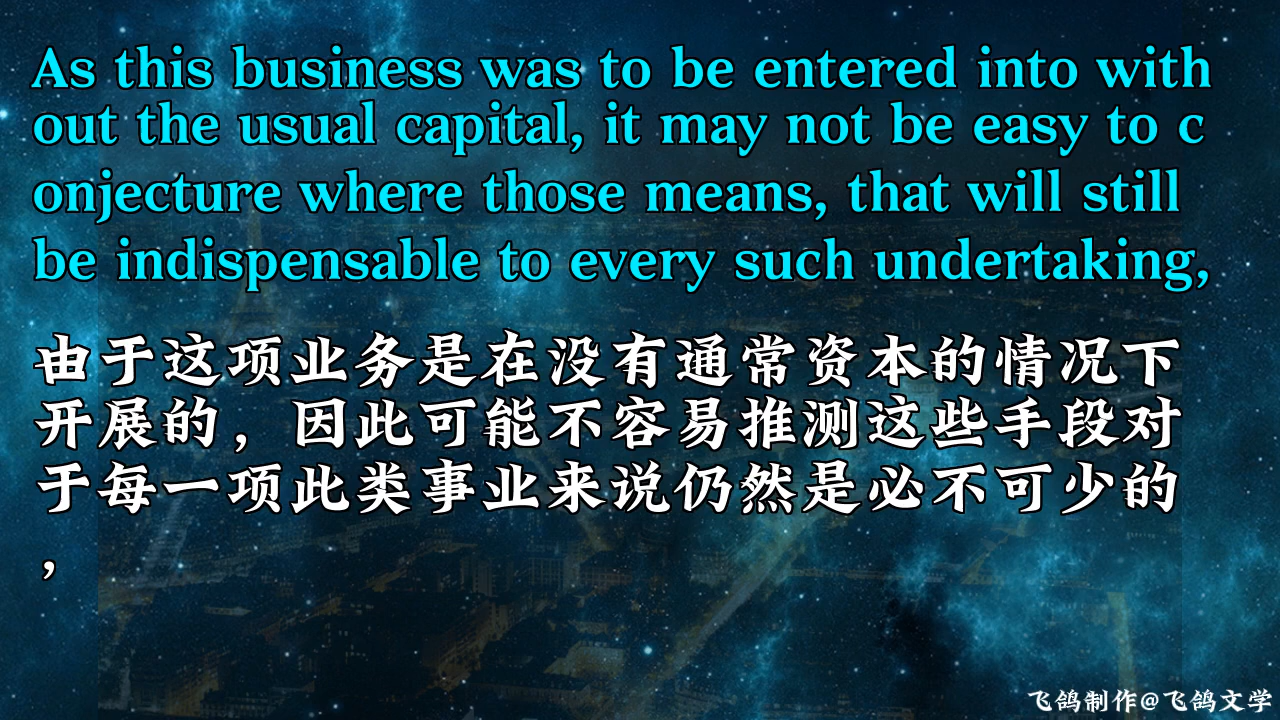 As this business was to be entered into with
out the usual capital, it may not be easy to c
onjecture where those means, that will still
be indispensable to every such undertaking,
由于这项业务是在没有通常资本的情况下
开展的，因此可能不容易推测这些手段对
于每一项此类事业来说仍然是必不可少的
，
飞鸽制作@飞鸽文学